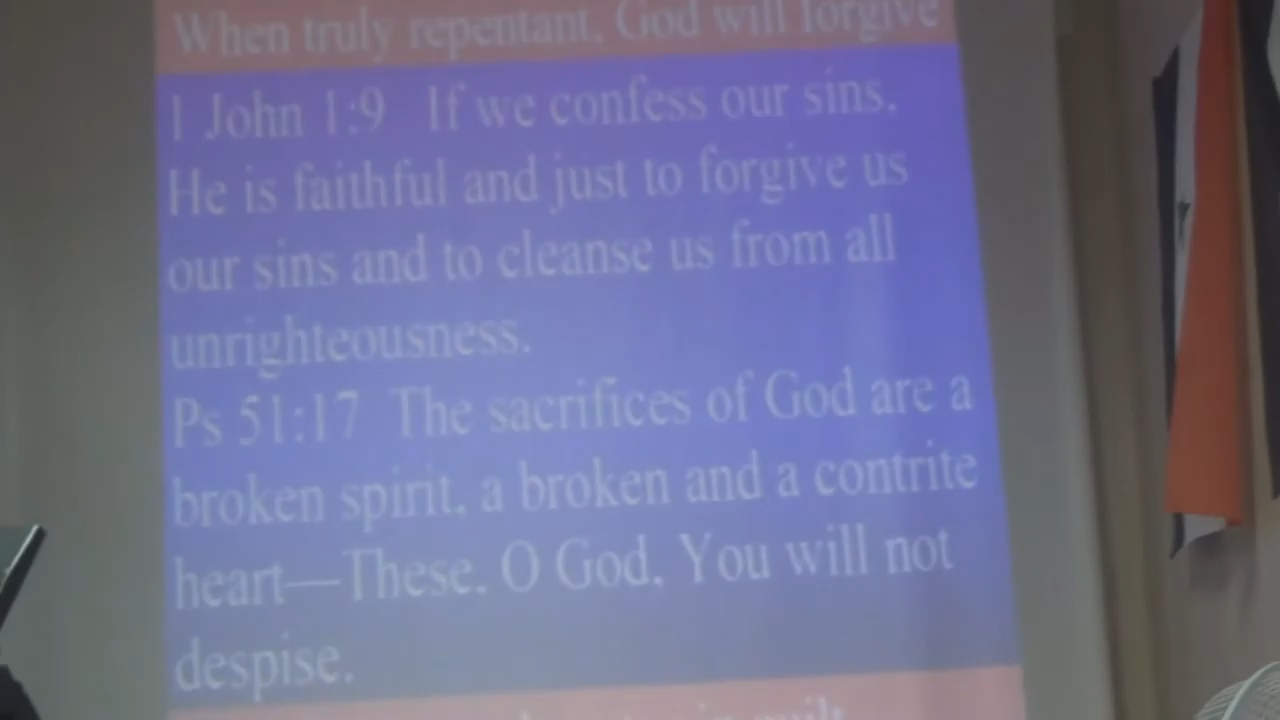 When truly repentant, God will forgive
1 John 1:9 If we confess our sins,
He is faithful and just to forgive us
our sins and to cleanse us from all
unrighteousness.
Ps 51:17 The sacrifices of God are a
broken spirit, a broken and a contrite
heart—These, O God, You will not
despise.
in guilt